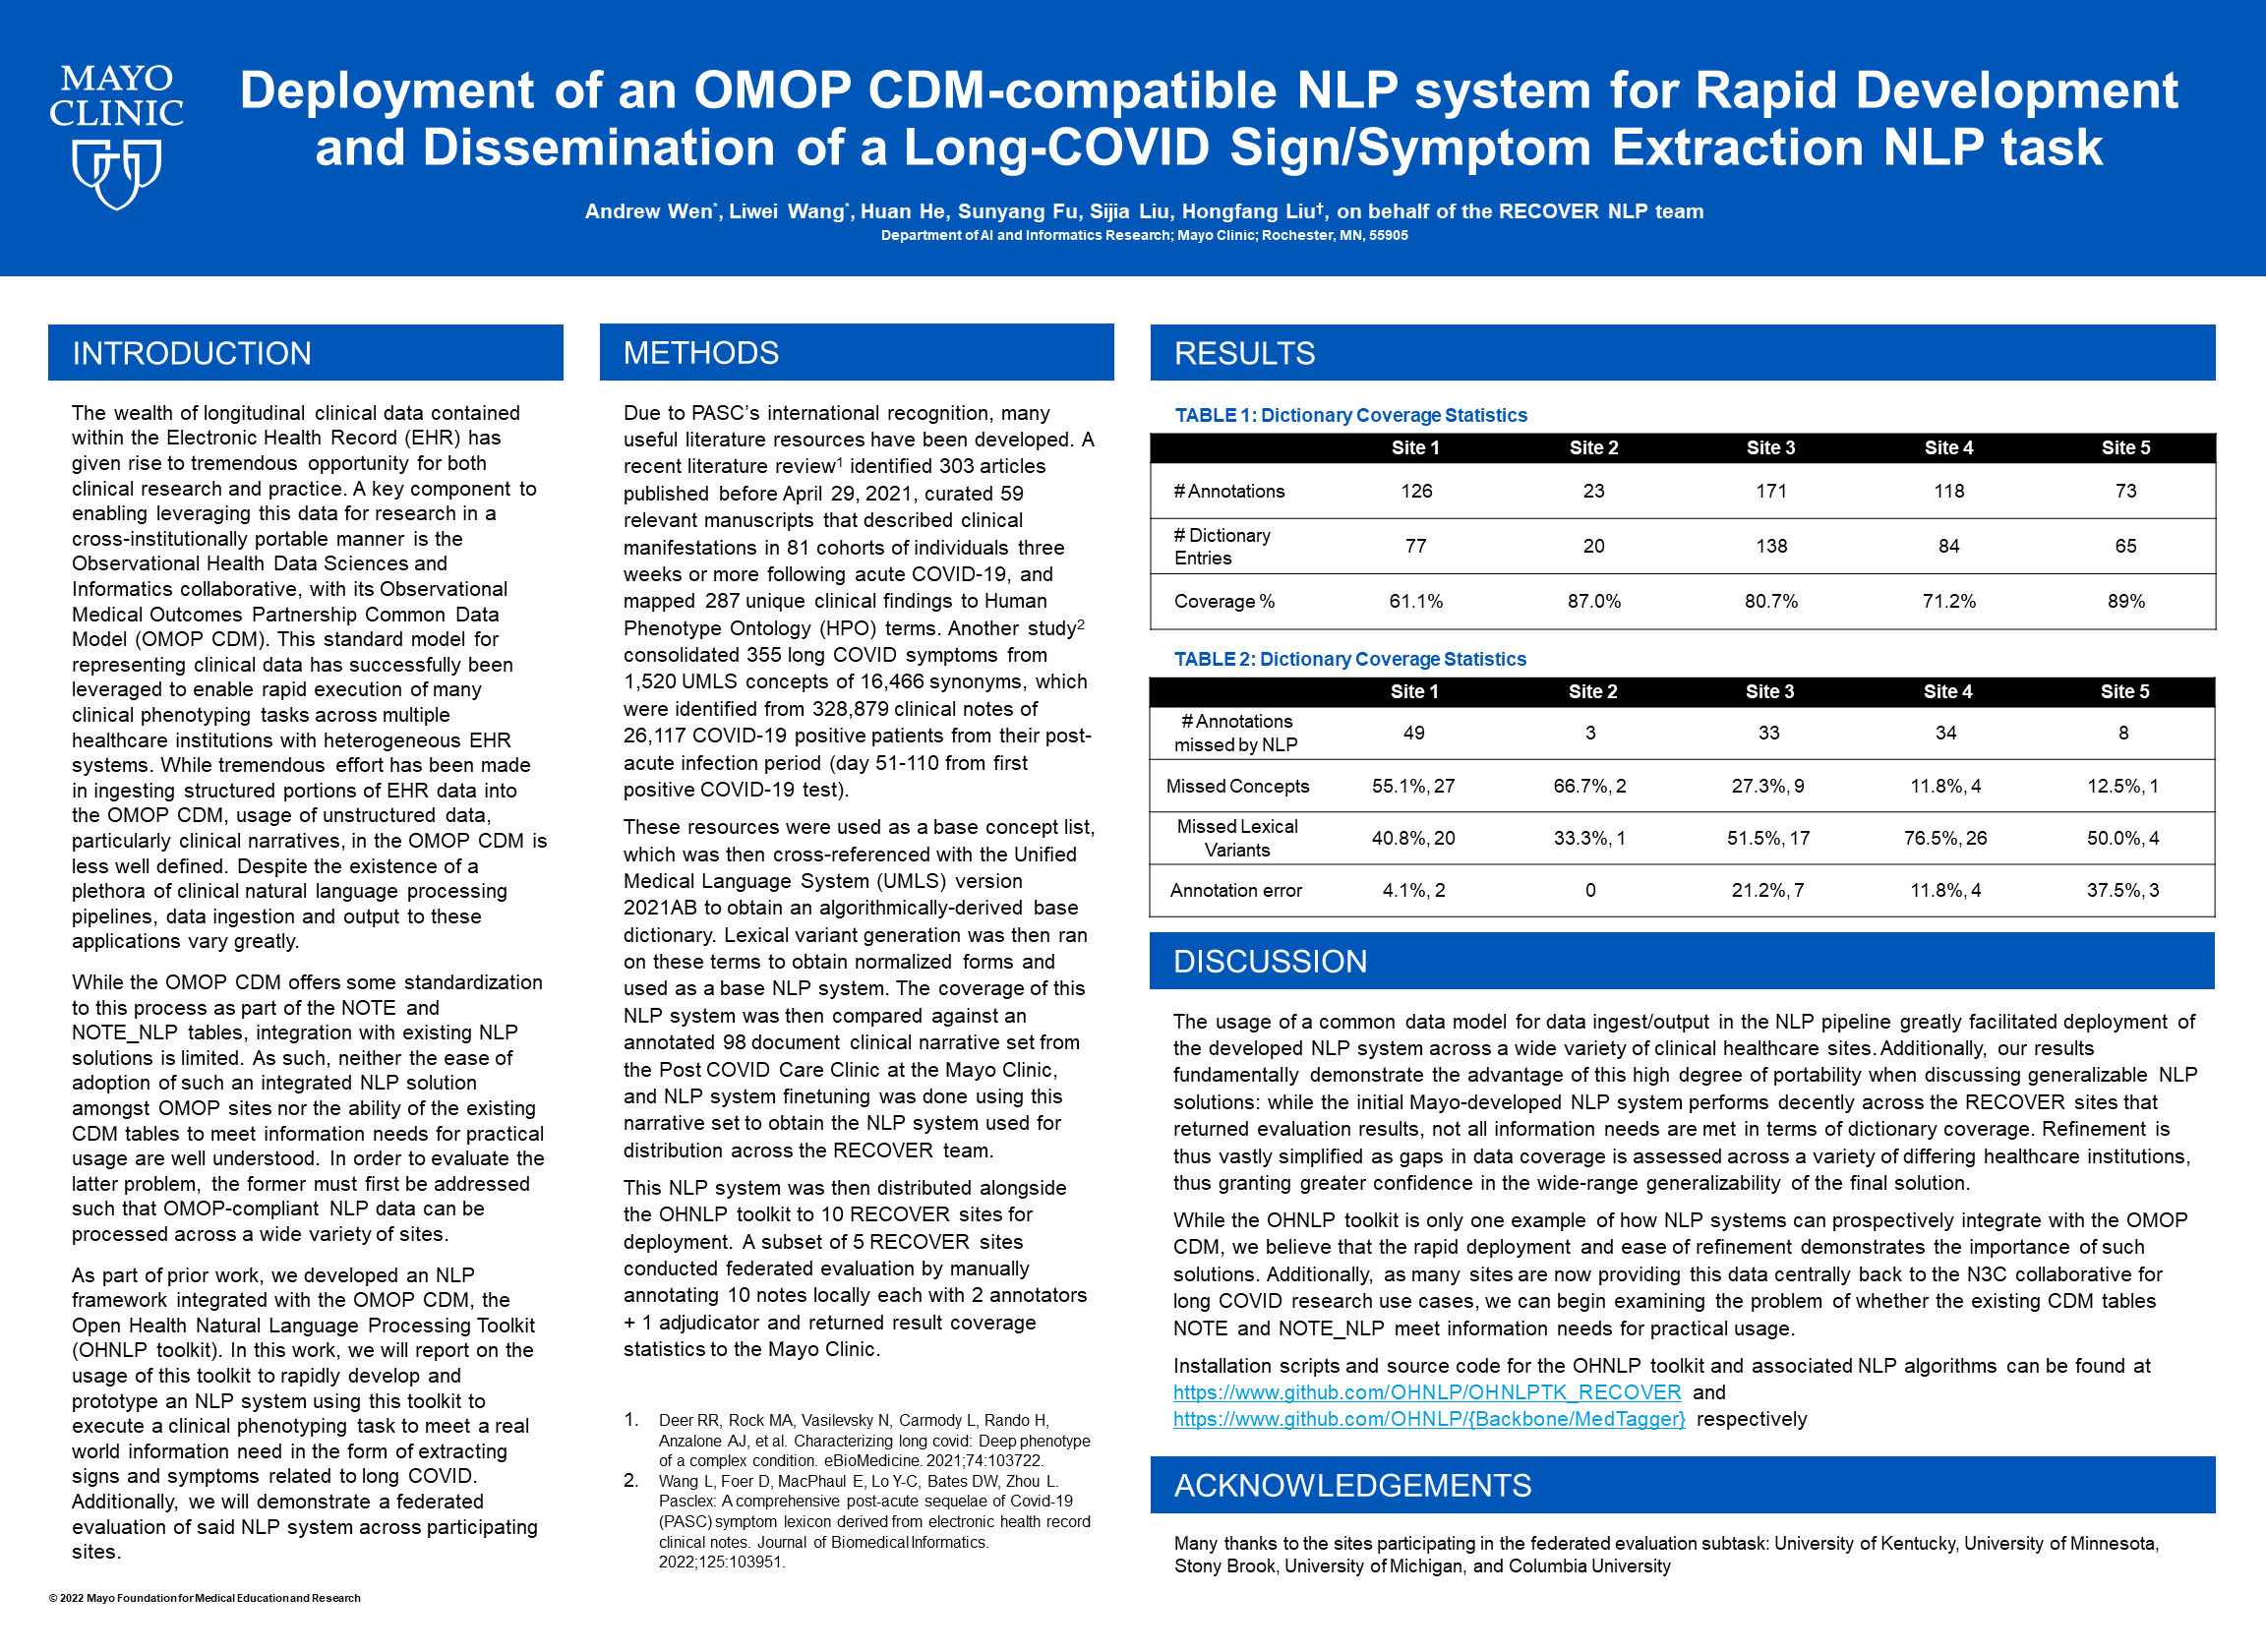 MAYO
CLINIC
Deployment of an OMOP CDM-compatible NLP system for Rapid Development
and Dissemination of a Long-COVID Sign/Symptom Extraction NLP task
Andrew Wen*, Liwei Wang*, Huan He, Sunyang Fu, Sijia Liu, Hongfang Liu†, on behalf of the RECOVER NLP team
Department of AI and Informatics Research; Mayo Clinic; Rochester, MN, 55905
INTRODUCTION
The wealth of longitudinal clinical data contained
within the Electronic Health Record (EHR) has
given rise to tremendous opportunity for both
clinical research and practice. A key component to
enabling leveraging this data for research in a
cross-institutionally portable manner is the
Observational Health Data Sciences and
Informatics collaborative, with its Observational
Medical Outcomes Partnership Common Data
Model (OMOP CDM). This standard model for
representing clinical data has successfully been
leveraged to enable rapid execution of many
clinical phenotyping tasks across multiple
healthcare institutions with heterogeneous EHR
systems. While tremendous effort has been made
in ingesting structured portions of EHR data into
the OMOP CDM, usage of unstructured data,
particularly clinical narratives, in the OMOP CDM is
less well defined. Despite the existence of a
plethora of clinical natural language processing
pipelines, data ingestion and output to these
applications vary greatly.
While the OMOP CDM offers some standardization
to this process as part of the NOTE and
NOTE_NLP tables, integration with existing NLP
solutions is limited. As such, neither the ease of
adoption of such an integrated NLP solution
amongst OMOP sites nor the ability of the existing
CDM tables to meet information needs for practical
usage are well understood. In order to evaluate the
latter problem, the former must first be addressed
such that OMOP-compliant NLP data can be
processed across a wide variety of sites.
As part of prior work, we developed an NLP
framework integrated with the OMOP CDM, the
Open Health Natural Language Processing Toolkit
(OHNLP toolkit). In this work, we will report on the
usage of this toolkit to rapidly develop and
prototype an NLP system using this toolkit to
execute a clinical phenotyping task to meet a real
world information need in the form of extracting
signs and symptoms related to long COVID.
Additionally, we will demonstrate a federated
evaluation of said NLP system across participating
sites.
© 2022 Mayo Foundation for Medical Education and Research
METHODS
Due to PASC's international recognition, many
useful literature resources have been developed. A
recent literature review1 identified 303 articles
published before April 29, 2021, curated 59
relevant manuscripts that described clinical
manifestations in 81 cohorts of individuals three
weeks or more following acute COVID-19, and
mapped 287 unique clinical findings to Human
Phenotype Ontology (HPO) terms. Another study2
consolidated 355 long COVID symptoms from
1,520 UMLS concepts of 16,466 synonyms, which
were identified from 328,879 clinical notes of
26,117 COVID-19 positive patients from their post-
acute infection period (day 51-110 from first
positive COVID-19 test).
These resources were used as a base concept list,
which was then cross-referenced with the Unified
Medical Language System (UMLS) version
2021AB to obtain an algorithmically-derived base
dictionary. Lexical variant generation was then ran
on these terms to obtain normalized forms and
used as a base NLP system. The coverage of this
NLP system was then compared against an
annotated 98 document clinical narrative set from
the Post COVID Care Clinic at the Mayo Clinic,
and NLP system finetuning was done using this
narrative set to obtain the NLP system used for
distribution across the RECOVER team.
This NLP system was then distributed alongside
the OHNLP toolkit to 10 RECOVER sites for
deployment. A subset of 5 RECOVER sites
conducted federated evaluation by manually
annotating 10 notes locally each with 2 annotators
+ 1 adjudicator and returned result coverage
statistics to the Mayo Clinic.
1. Deer RR, Rock MA, Vasilevsky N, Carmody L, Rando H,
Anzalone AJ, et al. Characterizing long covid: Deep phenotype
of a complex condition. eBioMedicine. 2021;74:103722.
2. Wang L, Foer D, MacPhaul E, Lo Y-C, Bates DW, Zhou L.
Pasclex: A comprehensive post-acute sequelae of Covid-19
(PASC) symptom lexicon derived from electronic health record
clinical notes. Journal of Biomedical Informatics.
2022;125:103951.
RESULTS
TABLE 1: Dictionary Coverage Statistics
Site 1 Site 2 Site 3 Site 4 Site 5
# Annotations 126 23 171 118 73
# Dictionary
Entries 77 20 138 84 65
Coverage % 61.1% 87.0% 80.7% 71.2% 89%
TABLE 2: Dictionary Coverage Statistics
Site 1 Site 2 Site 3 Site 4 Site 5
# Annotations
missed by NLP 49 3 33 34 8
Missed Concepts 55.1%, 27 66.7%, 2 27.3%, 9 11.8%, 4 12.5%, 1
Missed Lexical
Variants 40.8%, 20 33.3%, 1 51.5%, 17 76.5%, 26 50.0%, 4
Annotation error 4.1%, 2 0 21.2%, 7 11.8%, 4 37.5%, 3
DISCUSSION
The usage of a common data model for data ingest/output in the NLP pipeline greatly facilitated deployment of
the developed NLP system across a wide variety of clinical healthcare sites. Additionally, our results
fundamentally demonstrate the advantage of this high degree of portability when discussing generalizable NLP
solutions: while the initial Mayo-developed NLP system performs decently across the RECOVER sites that
returned evaluation results, not all information needs are met in terms of dictionary coverage. Refinement is
thus vastly simplified as gaps in data coverage is assessed across a variety of differing healthcare institutions,
thus granting greater confidence in the wide-range generalizability of the final solution.
While the OHNLP toolkit is only one example of how NLP systems can prospectively integrate with the OMOP
CDM, we believe that the rapid deployment and ease of refinement demonstrates the importance of such
solutions. Additionally, as many sites are now providing this data centrally back to the N3C collaborative for
long COVID research use cases, we can begin examining the problem of whether the existing CDM tables
NOTE and NOTE_NLP meet information needs for practical usage.
Installation scripts and source code for the OHNLP toolkit and associated NLP algorithms can be found at
https://www.github.com/OHNLP/OHNLPTK_RECOVER and
https://www.github.com/OHNLP/{Backbone/MedTagger} respectively
ACKNOWLEDGEMENTS
Many thanks to the sites participating in the federated evaluation subtask: University of Kentucky, University of Minnesota,
Stony Brook, University of Michigan, and Columbia University